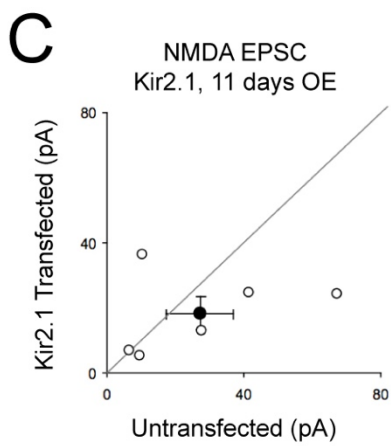 C
NMDA EPSC
Kir2.1, 11 days OE
Kir2.1 Transfected (pA)
80
40
0
0 40 80
Untransfected (pA)